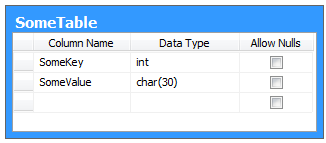 SomeTable
Column Name Data Type Allow Nulls
SomeKey int
SomeValue char(30)